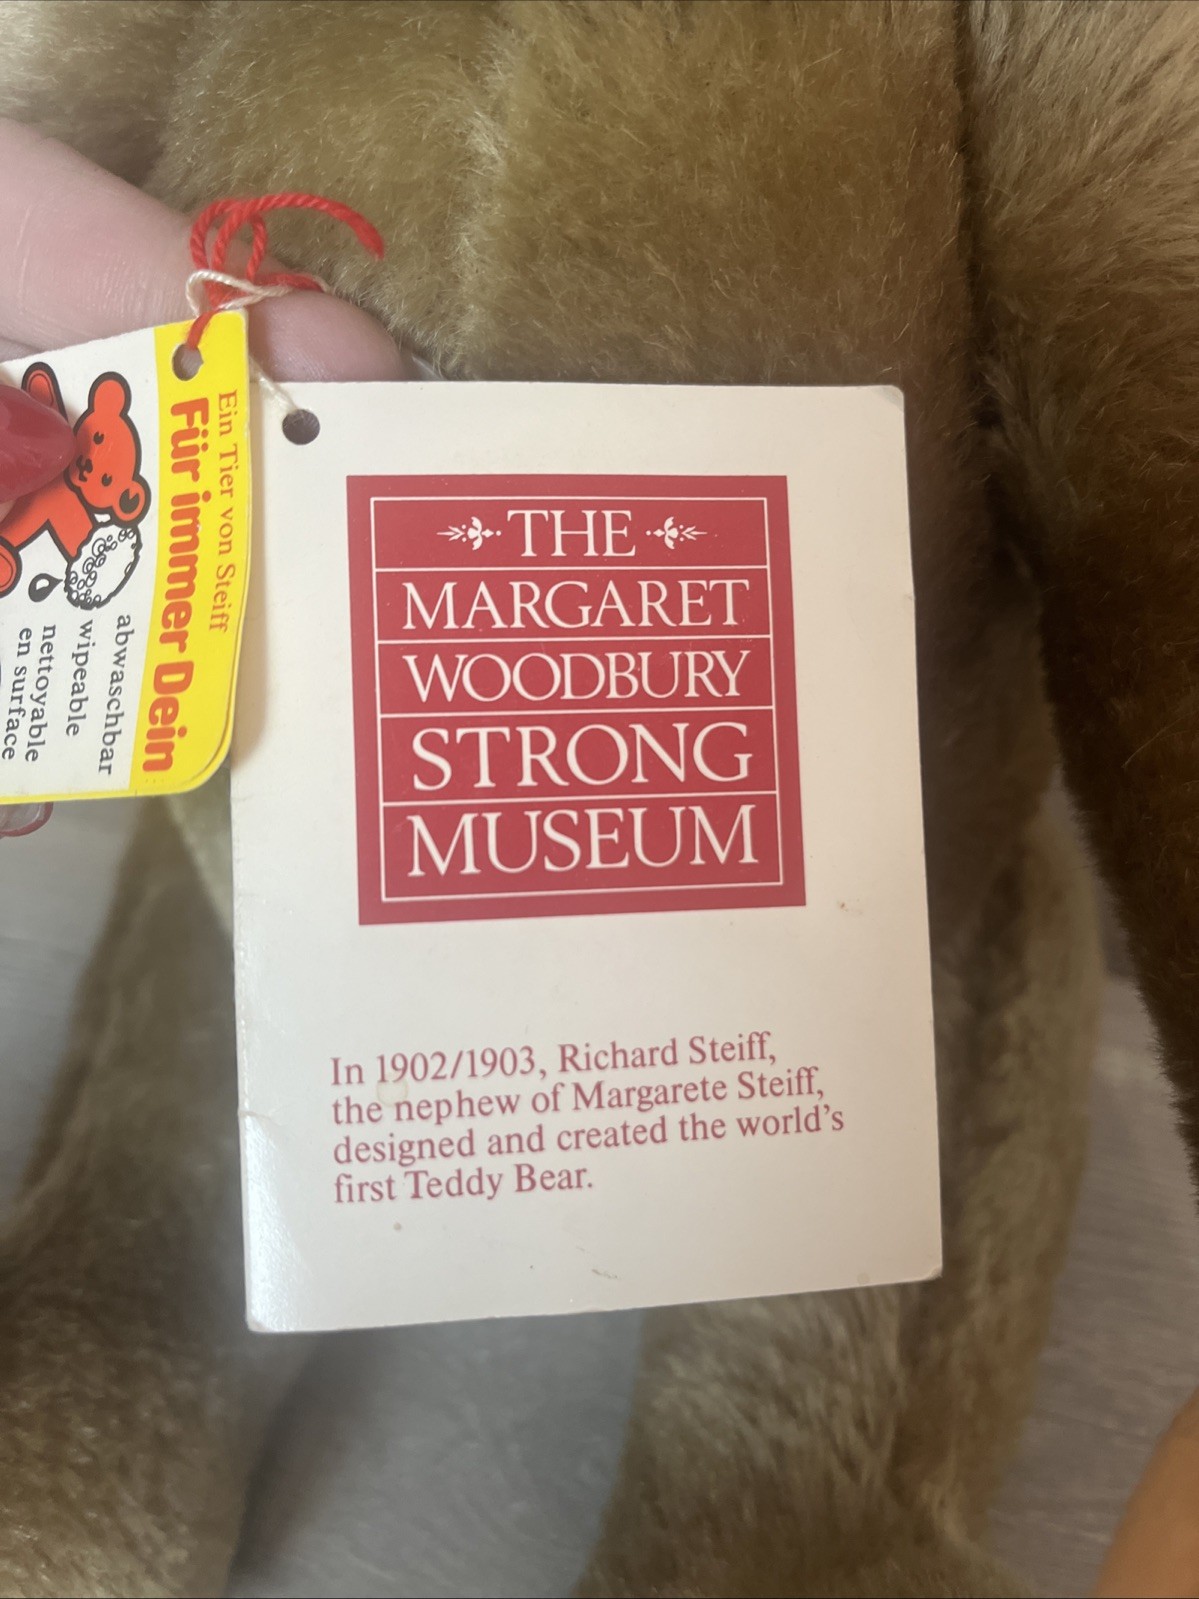 Ein Tier von Steiff
Für immer Dein
abwaschbar
wipeable
nettoyable
en surface
THE
MARGARET
WOODBURY
STRONG
MUSEUM
In 1902/1903, Richard Steiff,
the nephew of Margarete Steiff,
designed and created the world's
first Teddy Bear.